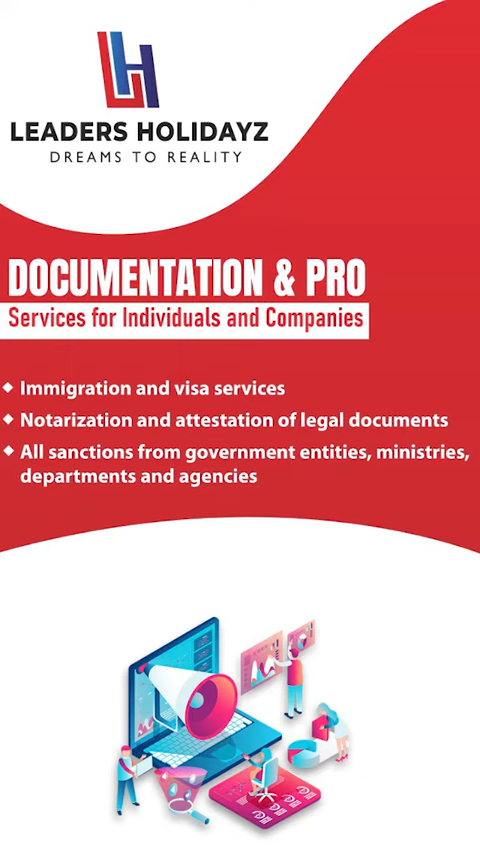 LEADERS HOLIDAYZ
DREAMS TO REALITY
DOCUMENTATION & PRO
Services for Individuals and Companies
Immigration and visa services
Notarization and attestation of legal documents
All sanctions from government entities, ministries,
departments and agencies